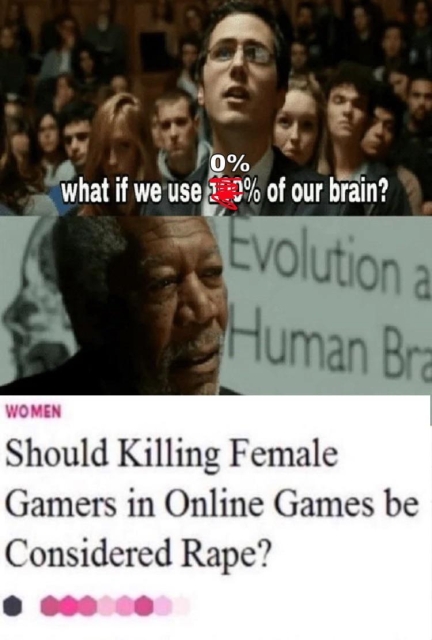 0%
what if we use 100% of our brain?
Evolution a
Human Bra
WOMEN
Should Killing Female
Gamers in Online Games be
Considered Rape?